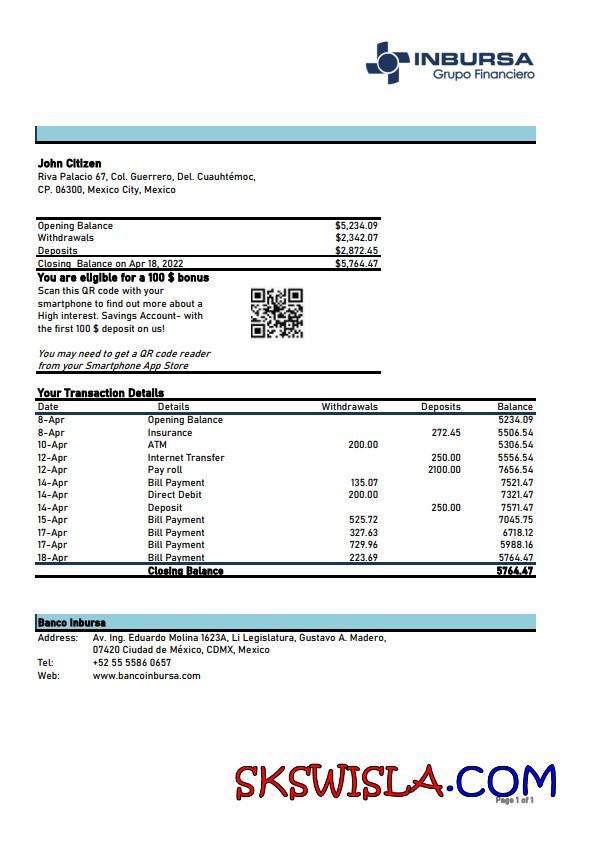 INBURSA
Grupo Financiero
John Citizen
Riva Palacio 67, Col. Guerrero, Del. Cuauhtémoc,
CP. 06300, Mexico City, Mexico
Opening Balance $5,234.09
Withdrawals $2,342.07
Deposits $2,872.45
Closing Balance on Apr 18, 2022 $5,764.47
You are eligible for a 100 $ bonus
Scan this QR code with your
smartphone to find out more about a
High interest. Savings Account- with
the first 100 $ deposit on us!
You may need to get a QR code reader
from your Smartphone App Store
Your Transaction Details
Date Details Withdrawals Deposits Balance
8-Apr Opening Balance 5234.09
8-Apr Insurance 272.45 5506.54
10-Apr ATM 200.00 5306.54
12-Apr Internet Transfer 250.00 5556.54
12-Apr Pay roll 2100.00 7656.54
14-Apr Bill Payment 135.07 7521.47
14-Apr Direct Debit 200.00 7321.47
14-Apr Deposit 250.00 7571.47
15-Apr Bill Payment 525.72 7045.75
17-Apr Bill Payment 327.63 6718.12
17-Apr Bill Payment 729.96 5988.16
18-Apr Bill Payment 223.69 5764.47
Closing Balance 5764.47
Banco Inbursa
Address: Av. Ing. Eduardo Molina 1623A, Li Legislatura, Gustavo A. Madero,
07420 Ciudad de México, CDMX, Mexico
Tel: +52 55 5586 0657
Web: www.bancoinbursa.com
SKSWISLA.COM
Page 1 of 1